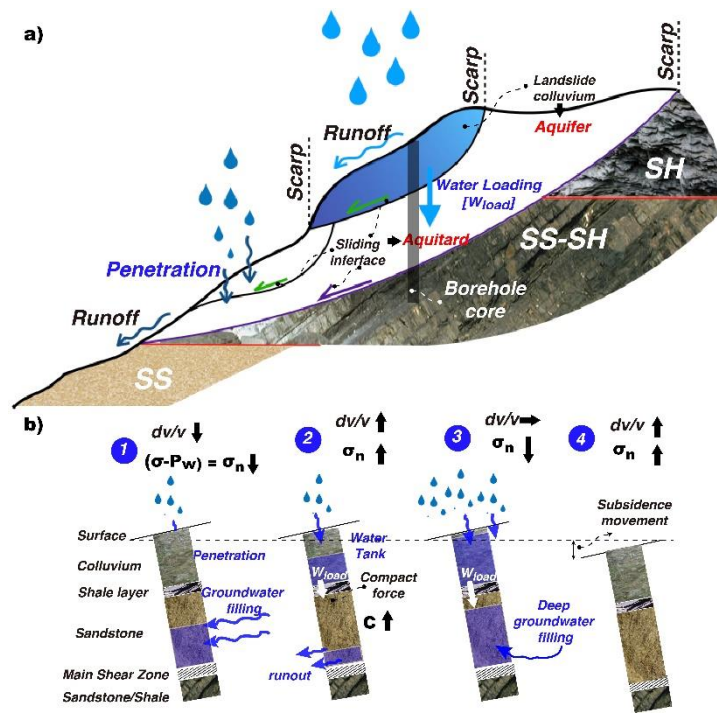 a)
Scarp
Scarp
Landslide
colluvium
Aquifer
Runoff
Scarp
SH
Water Loading
[Wload]
SS-SH
Sliding
inferface
Aquitard
Penetration
Borehole
core
Runoff
SS
b)
1
dv/v
(σ-Pw) = σn
2
dv/v
σn
3
dv/v
σn
4
dv/v
σn
Subsidence
movement
Surface
Colluvium
Shale layer
Sandstone
Main Shear Zone
Sandstone/Shale
Penetration
Groundwater
filling
Water
Tank
Wload
Compact
force
C
runout
Wload
Deep
groundwater
filling